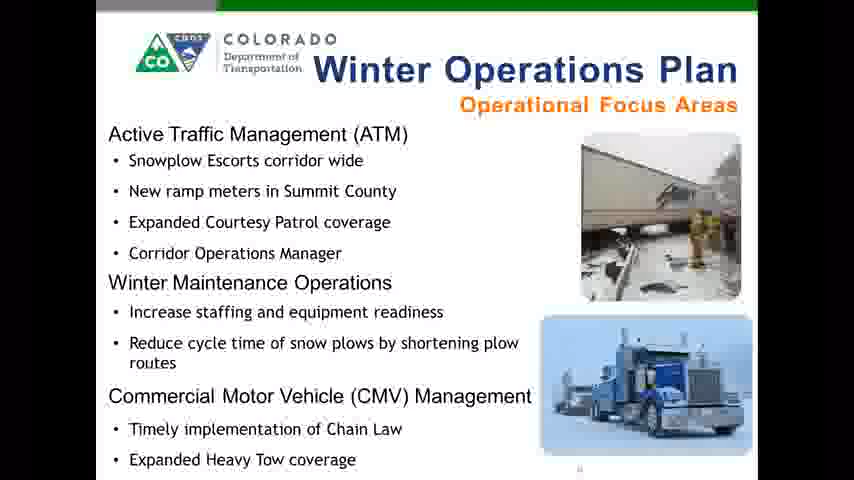 CDOT
CO
COLORADO
Department of
Transportation
Winter Operations Plan
Operational Focus Areas
Active Traffic Management (ATM)
• Snowplow Escorts corridor wide
• New ramp meters in Summit County
• Expanded Courtesy Patrol coverage
• Corridor Operations Manager
Winter Maintenance Operations
• Increase staffing and equipment readiness
• Reduce cycle time of snow plows by shortening plow
routes
Commercial Motor Vehicle (CMV) Management
• Timely implementation of Chain Law
• Expanded Heavy Tow coverage